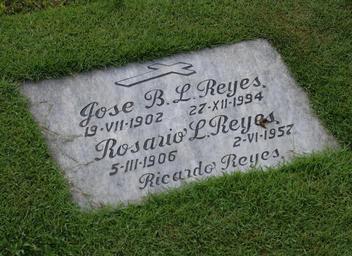 Jose B. L. Reyes.
19-VII-1902 27-XII-1994
Rosario L. Reyes.
5-III-1906 2-VI-1957
Ricardo Reyes.